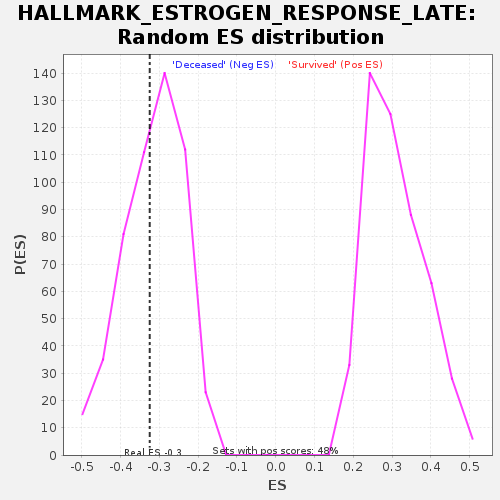 HALLMARK_ESTROGEN_RESPONSE_LATE:
Random ES distribution
'Deceased' (Neg ES) 'Survived' (Pos ES)
140
130
120
110
100
90
80
70
60
50
40
30
20
10
0
P(ES)
Real ES -0.3
Sets with pos scores: 48%
-0.5 -0.4 -0.3 -0.2 -0.1 0.0 0.1 0.2 0.3 0.4 0.5
ES